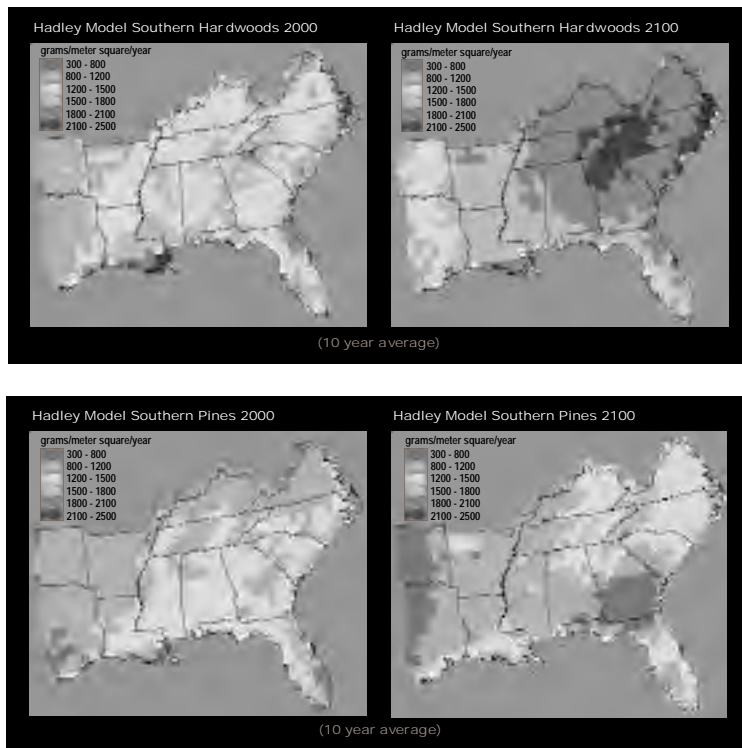 Hadley Model Southern Hardwoods 2000
grams/meter square/year
300 - 800
800 - 1200
1200 - 1500
1500 - 1800
1800 - 2100
2100 - 2500
Hadley Model Southern Hardwoods 2100
grams/meter square/year
300 - 800
800 - 1200
1200 - 1500
1500 - 1800
1800 - 2100
2100 - 2500
(10 year average)
Hadley Model Southern Pines 2000
grams/meter square/year
300 - 800
800 - 1200
1200 - 1500
1500 - 1800
1800 - 2100
2100 - 2500
Hadley Model Southern Pines 2100
grams/meter square/year
300 - 800
800 - 1200
1200 - 1500
1500 - 1800
1800 - 2100
2100 - 2500
(10 year average)